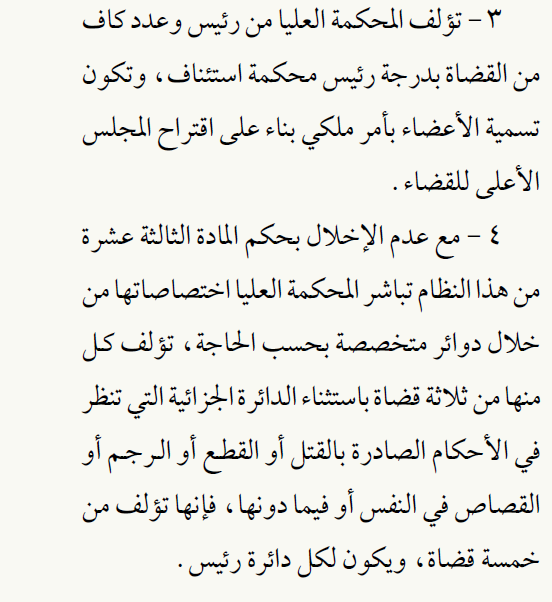 ٣ – تؤلف المحكمة العليا من رئيس وعدد كاف
من القضاة بدرجة رئيس محكمة استئناف، وتكون
تسمية الأعضاء بأمر ملكي بناء على اقتراح المجلس
الأعلى للقضاء.
٤ – مع عدم الإخلال بحكم المادة الثالثة عشرة
من هذا النظام تباشر المحكمة العليا اختصاصاتها من
خلال دوائر متخصصة بحسب الحاجة، تؤلف كل
منها من ثلاثة قضاة باستثناء الدائرة الجزائية التي تنظر
في الأحكام الصادرة بالقتل أو القطع أو الرجم أو
القصاص في النفس أو فيما دونها، فإنها تؤلف من
خمسة قضاة، ويكون لكل دائرة رئيس.